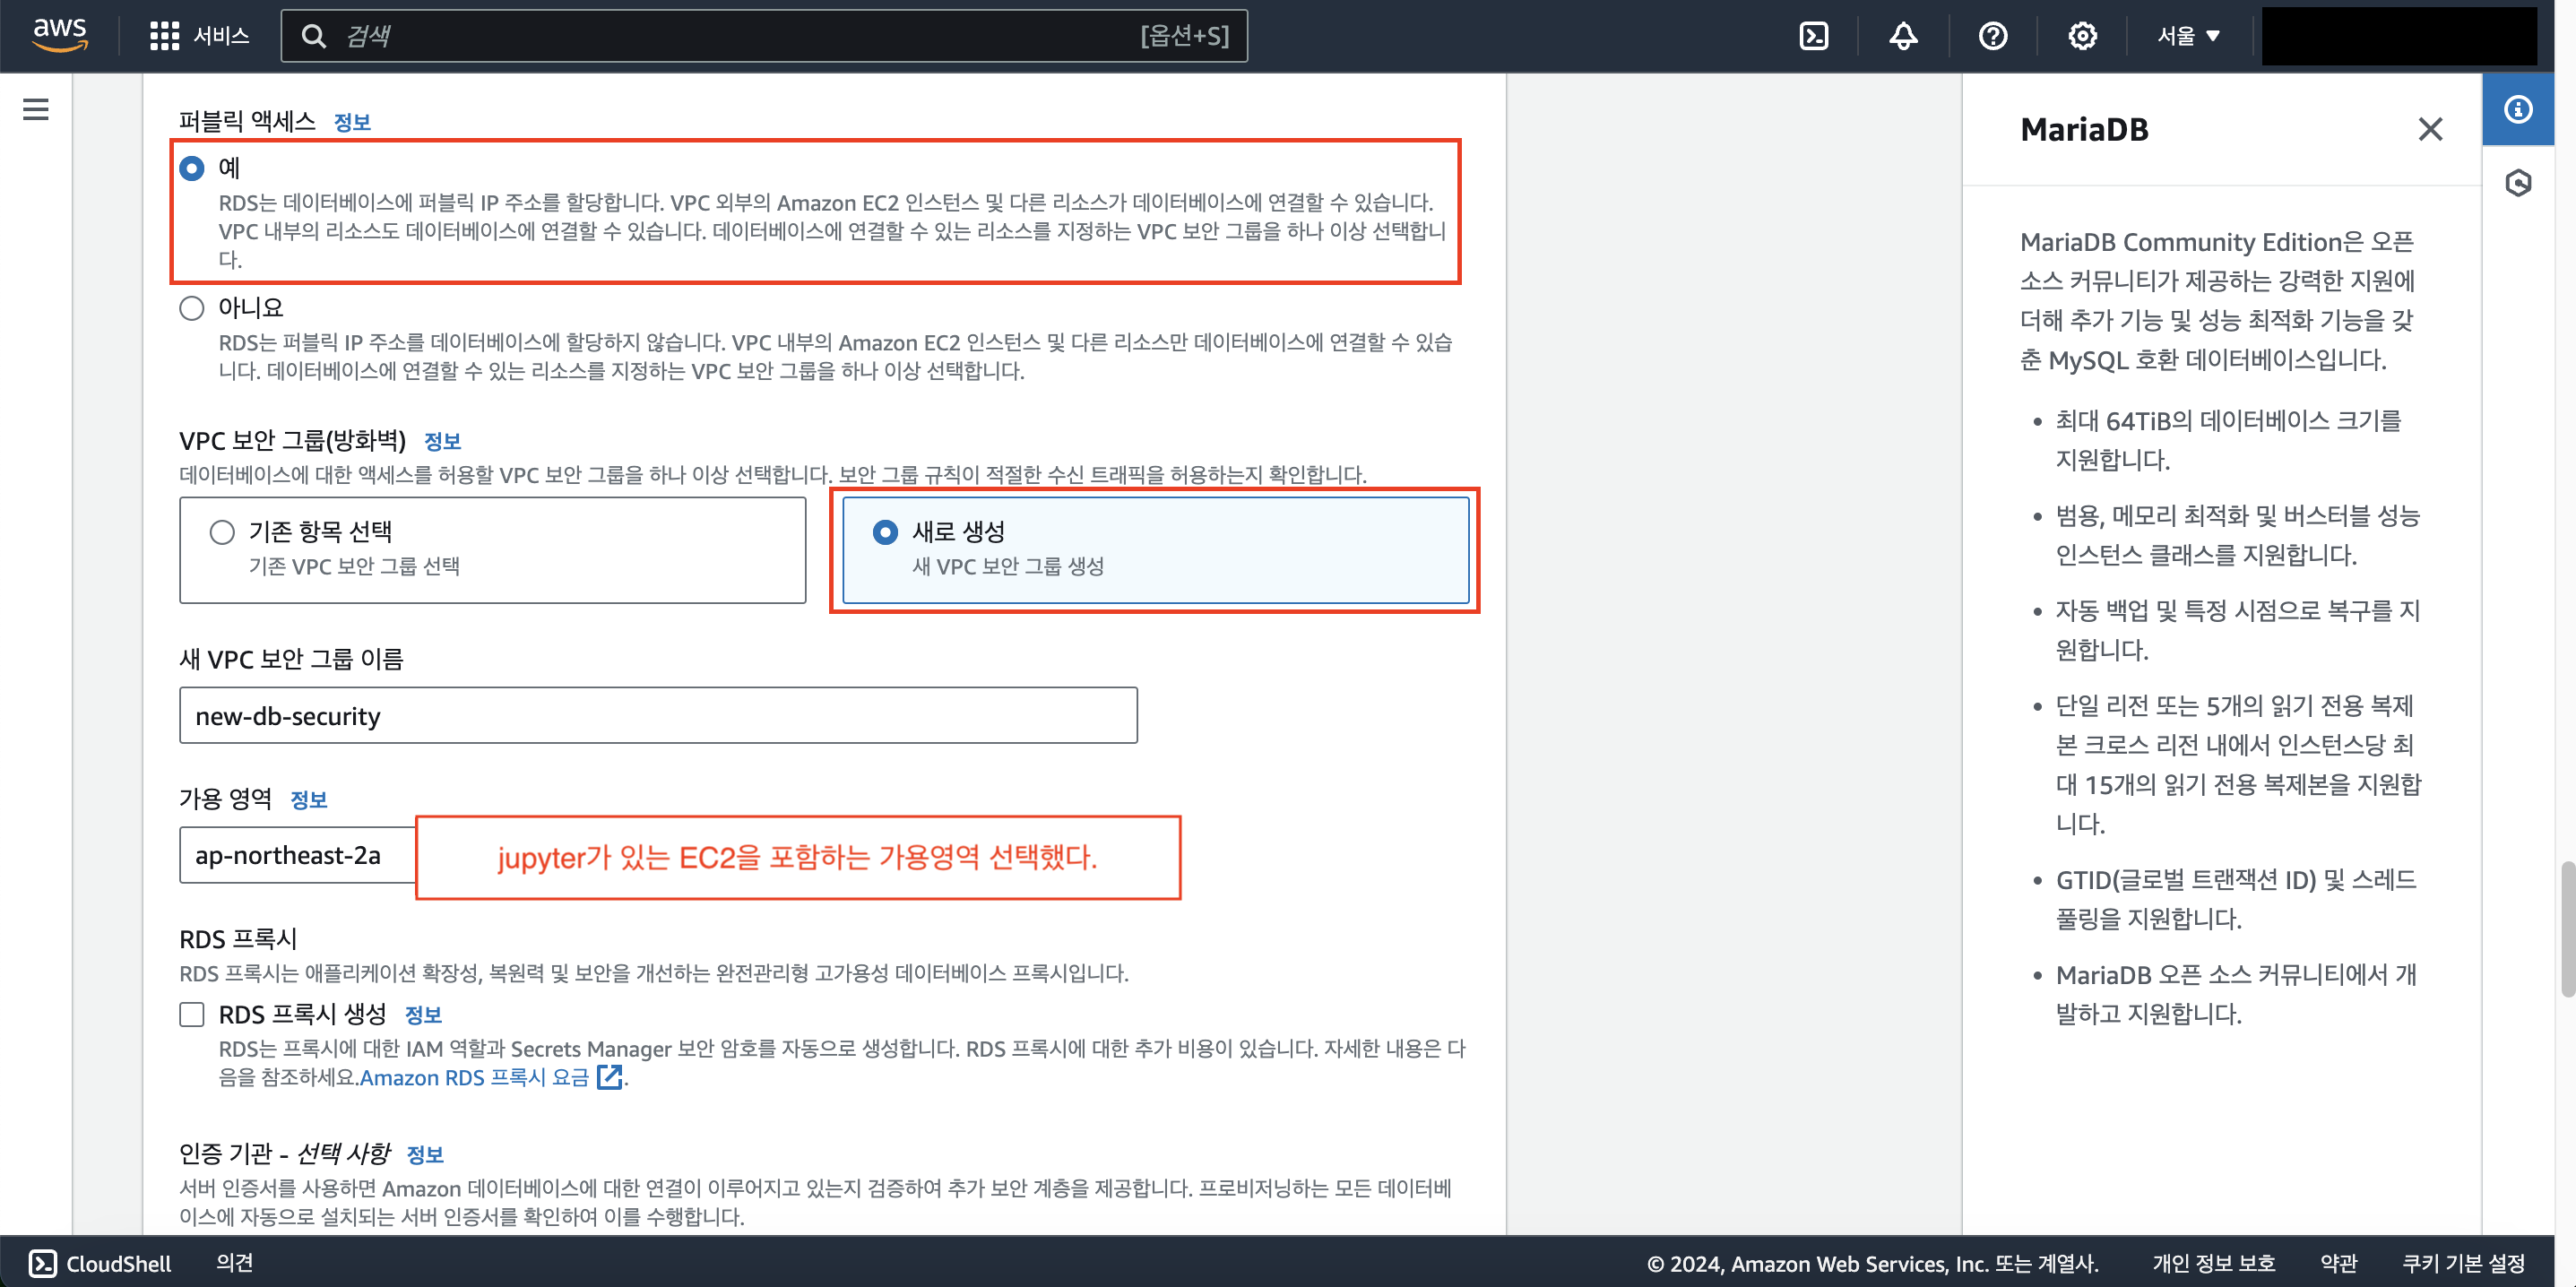 aws
서비스
검색
[옵션+S]
서울
퍼블릭 액세스 정보
예
RDS는 데이터베이스에 퍼블릭 IP 주소를 할당합니다. VPC 외부의 Amazon EC2 인스턴스 및 다른 리소스가 데이터베이스에 연결할 수 있습니다.
VPC 내부의 리소스도 데이터베이스에 연결할 수 있습니다. 데이터베이스에 연결할 수 있는 리소스를 지정하는 VPC 보안 그룹을 하나 이상 선택합니
다.
아니요
RDS는 퍼블릭 IP 주소를 데이터베이스에 할당하지 않습니다. VPC 내부의 Amazon EC2 인스턴스 및 다른 리소스만 데이터베이스에 연결할 수 있습
니다. 데이터베이스에 연결할 수 있는 리소스를 지정하는 VPC 보안 그룹을 하나 이상 선택합니다.
VPC 보안 그룹(방화벽) 정보
데이터베이스에 대한 액세스를 허용할 VPC 보안 그룹을 하나 이상 선택합니다. 보안 그룹 규칙이 적절한 수신 트래픽을 허용하는지 확인합니다.
기존 항목 선택
기존 VPC 보안 그룹 선택
새로 생성
새 VPC 보안 그룹 생성
새 VPC 보안 그룹 이름
new-db-security
가용 영역 정보
ap-northeast-2a
jupyter가 있는 EC2을 포함하는 가용영역 선택했다.
RDS 프록시
RDS 프록시는 애플리케이션 확장성, 복원력 및 보안을 개선하는 완전관리형 고가용성 데이터베이스 프록시입니다.
RDS 프록시 생성 정보
RDS는 프록시에 대한 IAM 역할과 Secrets Manager 보안 암호를 자동으로 생성합니다. RDS 프록시에 대한 추가 비용이 있습니다. 자세한 내용은 다
음을 참조하세요.Amazon RDS 프록시 요금 .
인증 기관 - 선택 사항 정보
서버 인증서를 사용하면 Amazon 데이터베이스에 대한 연결이 이루어지고 있는지 검증하여 추가 보안 계층을 제공합니다. 프로비저닝하는 모든 데이터베
이스에 자동으로 설치되는 서버 인증서를 확인하여 이를 수행합니다.
MariaDB
MariaDB Community Edition은 오픈
소스 커뮤니티가 제공하는 강력한 지원에
더해 추가 기능 및 성능 최적화 기능을 갖
춘 MySQL 호환 데이터베이스입니다.
• 최대 64TiB의 데이터베이스 크기를
지원합니다.
• 범용, 메모리 최적화 및 버스터블 성능
인스턴스 클래스를 지원합니다.
• 자동 백업 및 특정 시점으로 복구를 지
원합니다.
• 단일 리전 또는 5개의 읽기 전용 복제
본 크로스 리전 내에서 인스턴스당 최
대 15개의 읽기 전용 복제본을 지원합
니다.
• GTID(글로벌 트랜잭션 ID) 및 스레드
풀링을 지원합니다.
• MariaDB 오픈 소스 커뮤니티에서 개
발하고 지원합니다.
CloudShell
의견
© 2024, Amazon Web Services, Inc. 또는 계열사.
개인 정보 보호
약관
쿠키 기본 설정